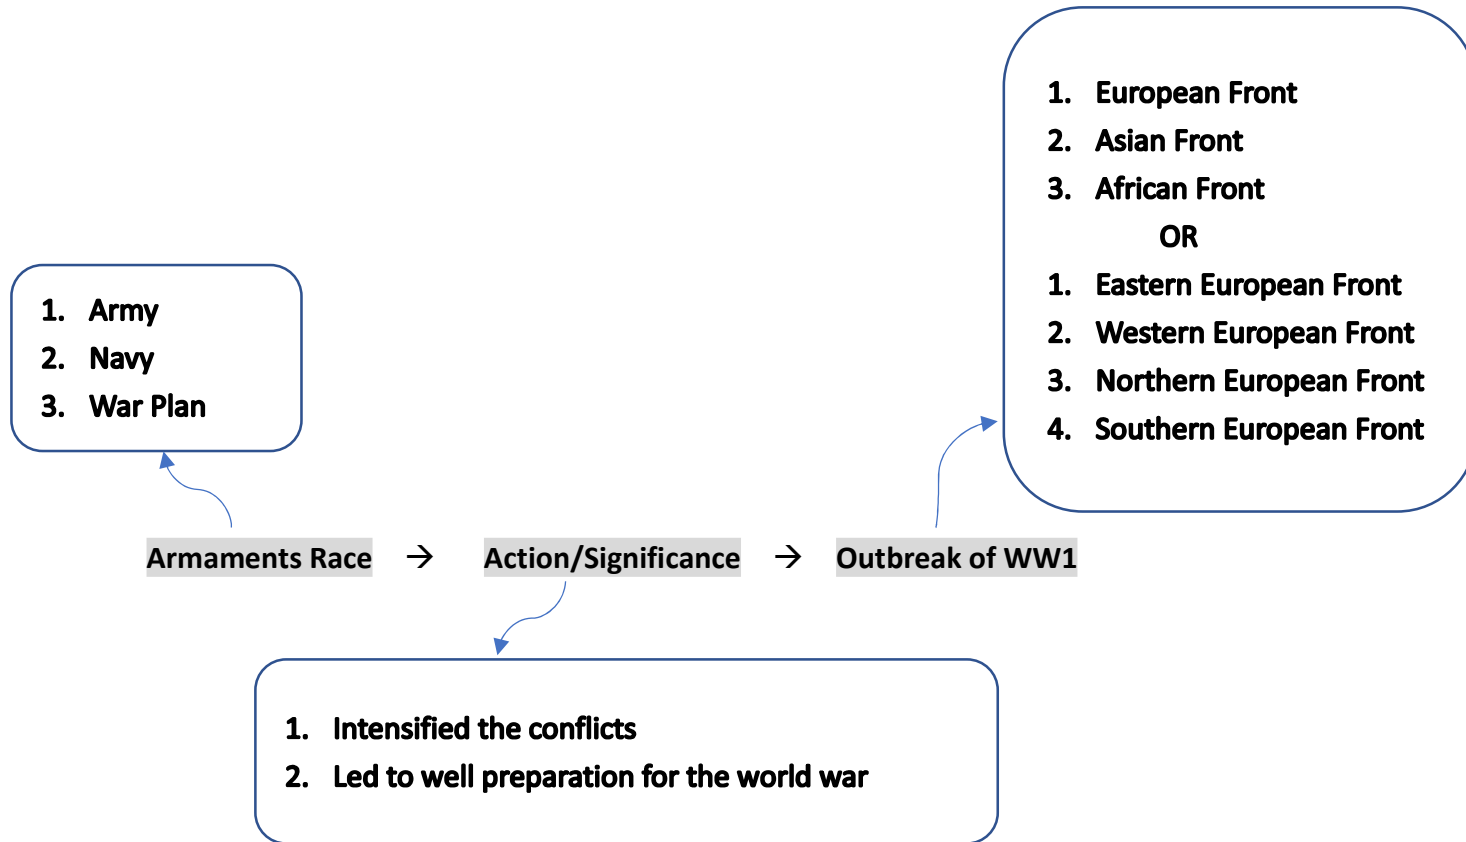 1. European Front
2. Asian Front
3. African Front
OR
1. Eastern European Front
2. Western European Front
3. Northern European Front
4. Southern European Front
1. Army
2. Navy
3. War Plan
Armaments Race → Action/Significance → Outbreak of WW1
1. Intensified the conflicts
2. Led to well preparation for the world war